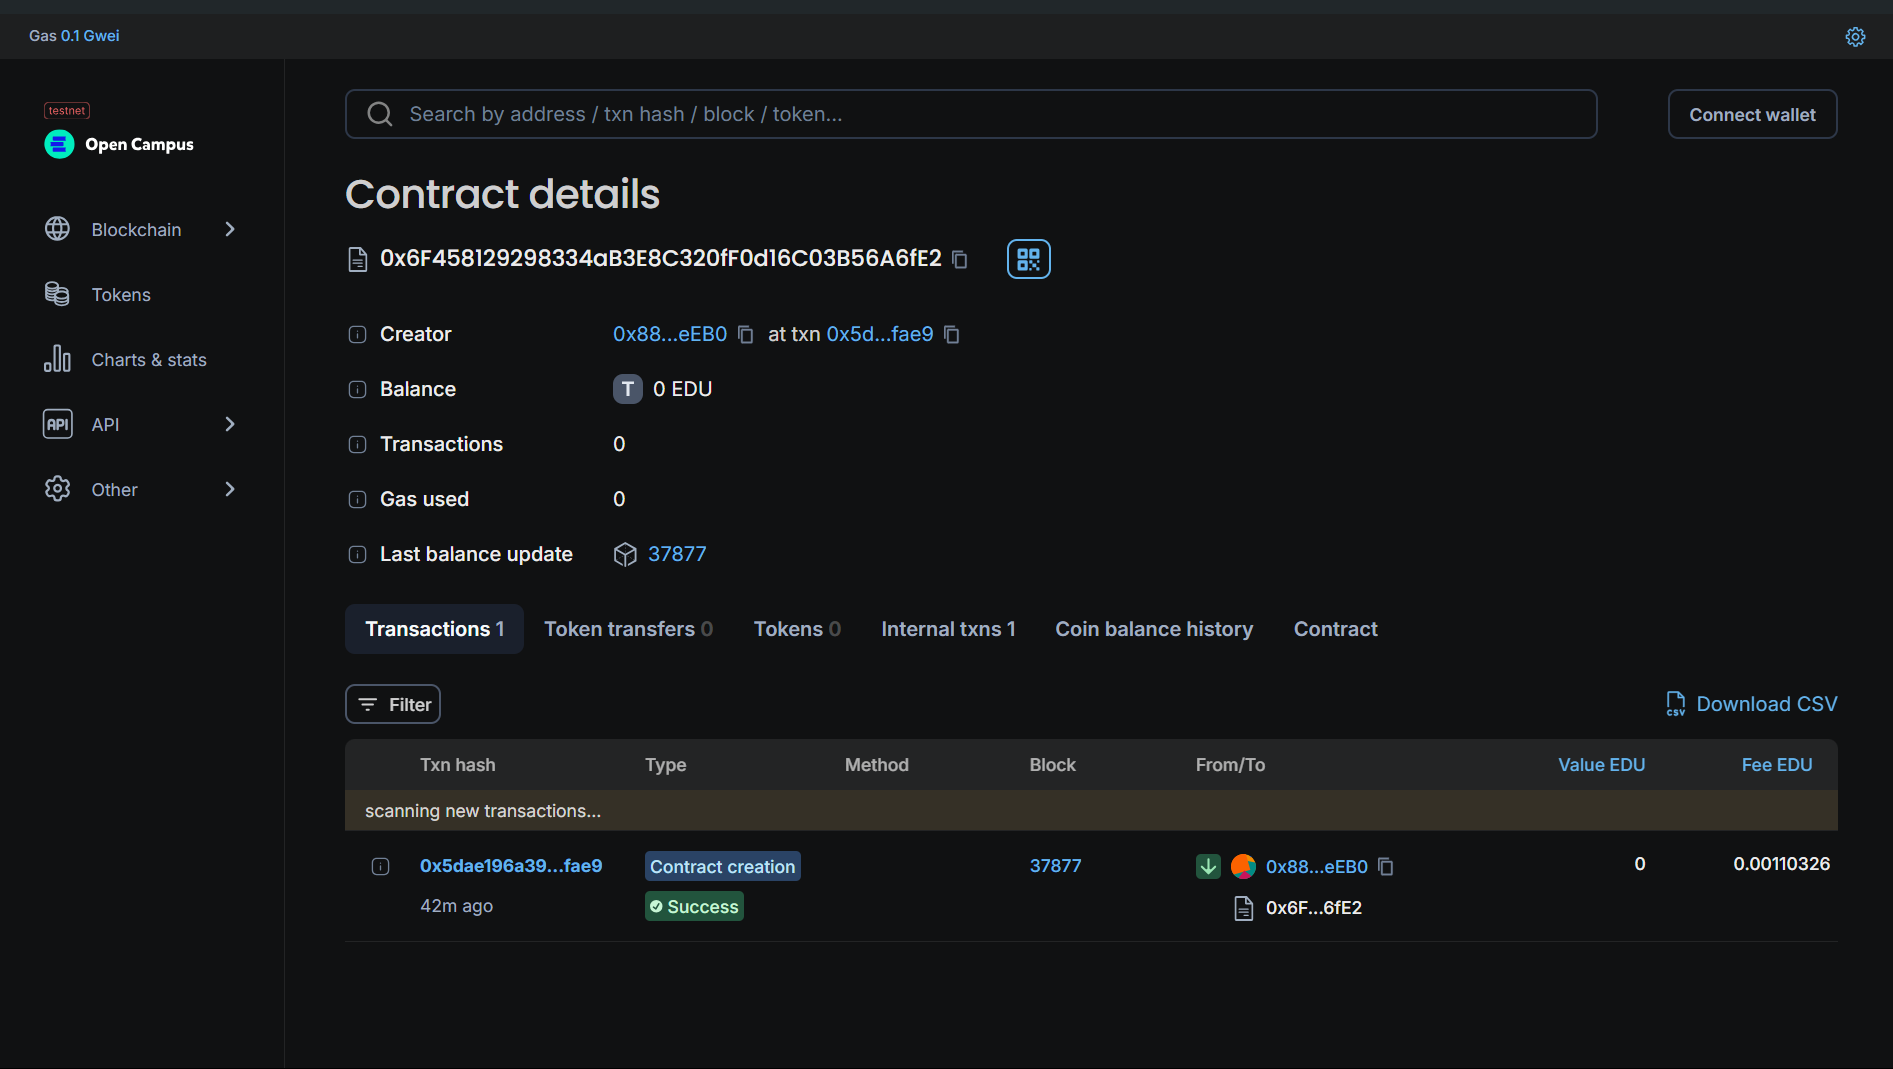 Gas 0.1 Gwei
testnet
Open Campus
Blockchain
Tokens
Charts & stats
API API
Other
Search by address / txn hash / block / token...
Connect wallet
Contract details
0x6F458129298334aB3E8C320fF0d16C03B56A6fE2
Creator 0x88...eEB0 at txn 0x5d...fae9
Balance T 0 EDU
Transactions 0
Gas used 0
Last balance update 37877
Transactions 1 Token transfers 0 Tokens 0 Internal txns 1 Coin balance history Contract
Filter
CSV Download CSV
Txn hash Type Method Block From/To Value EDU Fee EDU
scanning new transactions...
0x5dae196a39...fae9 Contract creation 37877 0x88...eEB0 0 0.00110326
42m ago Success 0x6F...6fE2